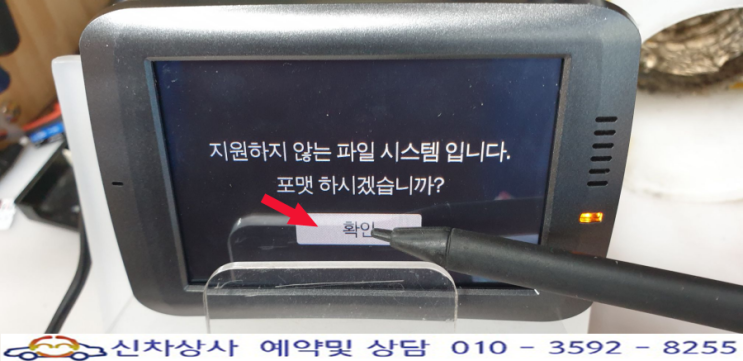 지원하지 않는 파일 시스템 입니다.
포맷 하시겠습니까?
확인
신차상사 예약및 상담 010 - 3592 - 8255